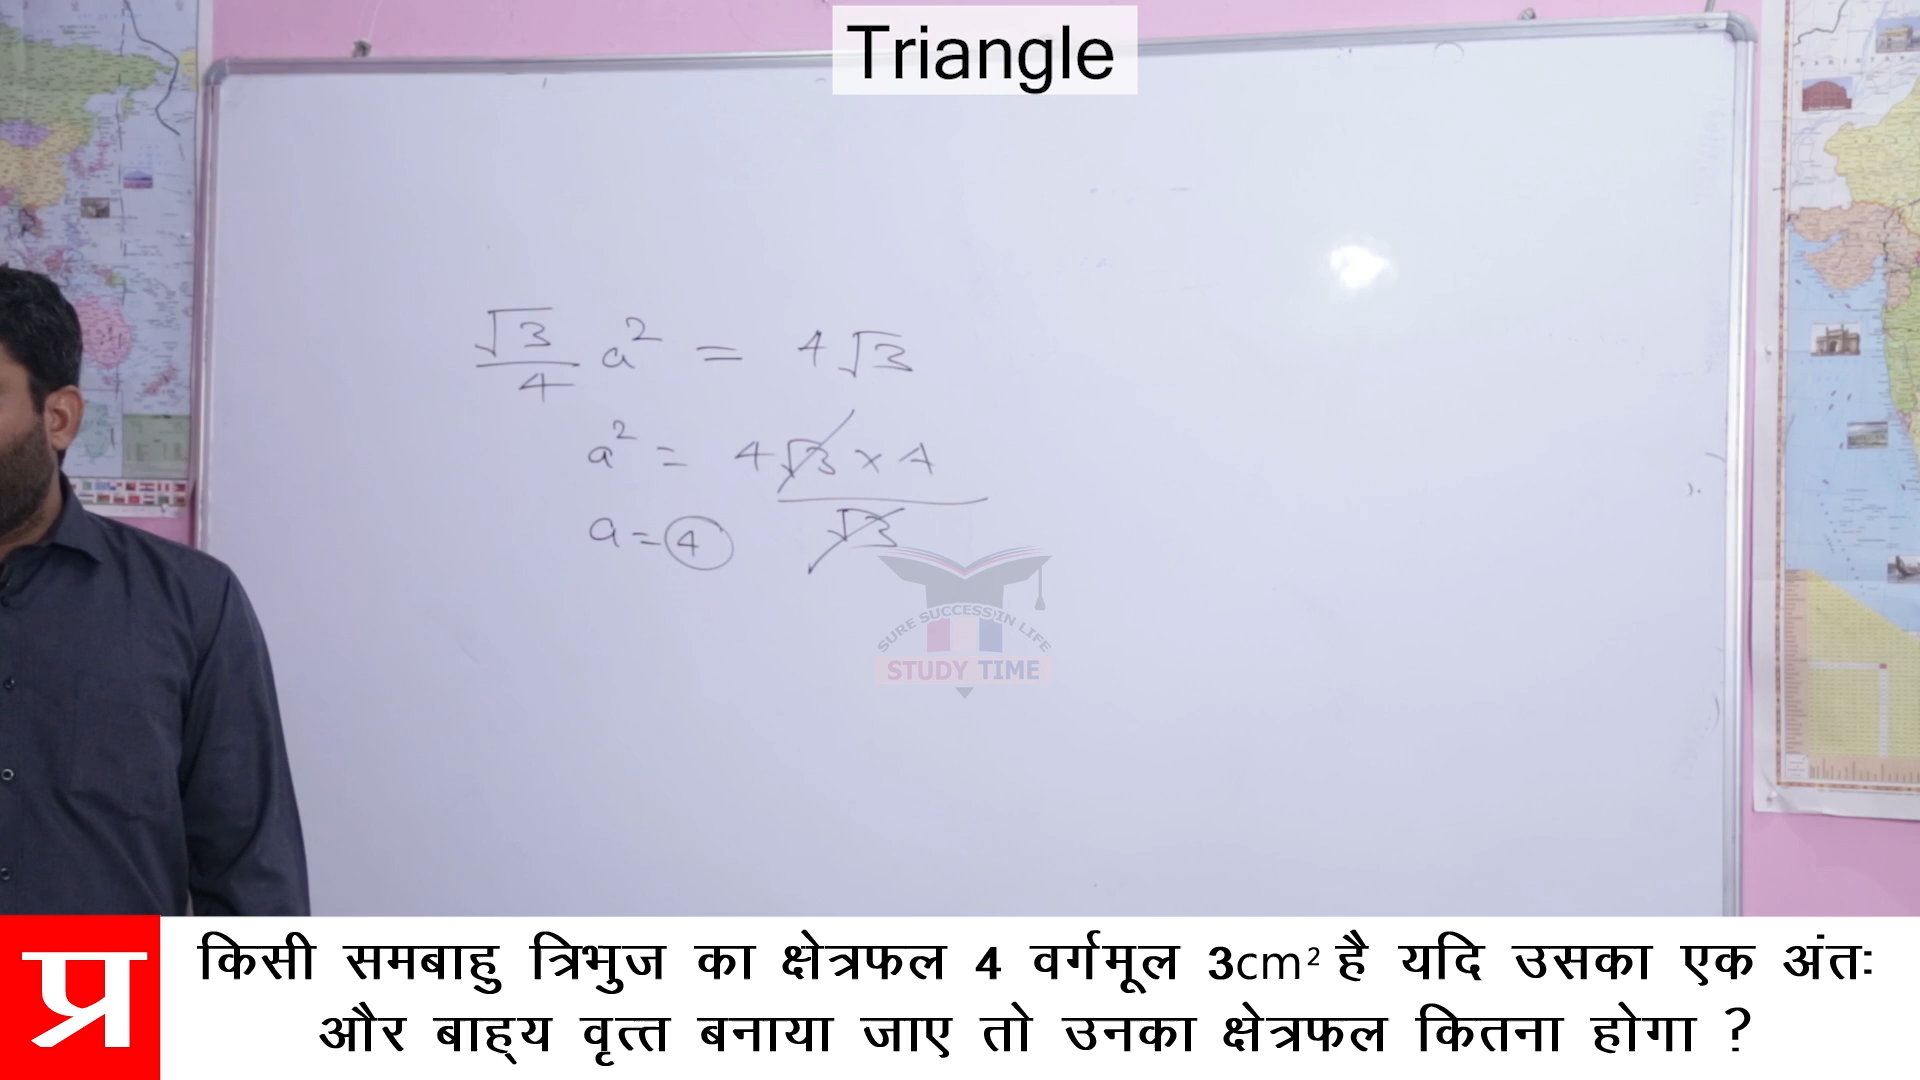 Triangle
√3/4 a² = 4√3
a² = 4√3 × 4 / √3
a = 4
SURE SUCCESS IN LIFE
STUDY TIME
प्र
किसी समबाहु त्रिभुज का क्षेत्रफल 4 वर्गमूल 3cm² है यदि उसका एक अंतः
और बाह्य वृत्त बनाया जाए तो उनका क्षेत्रफल कितना होगा ?